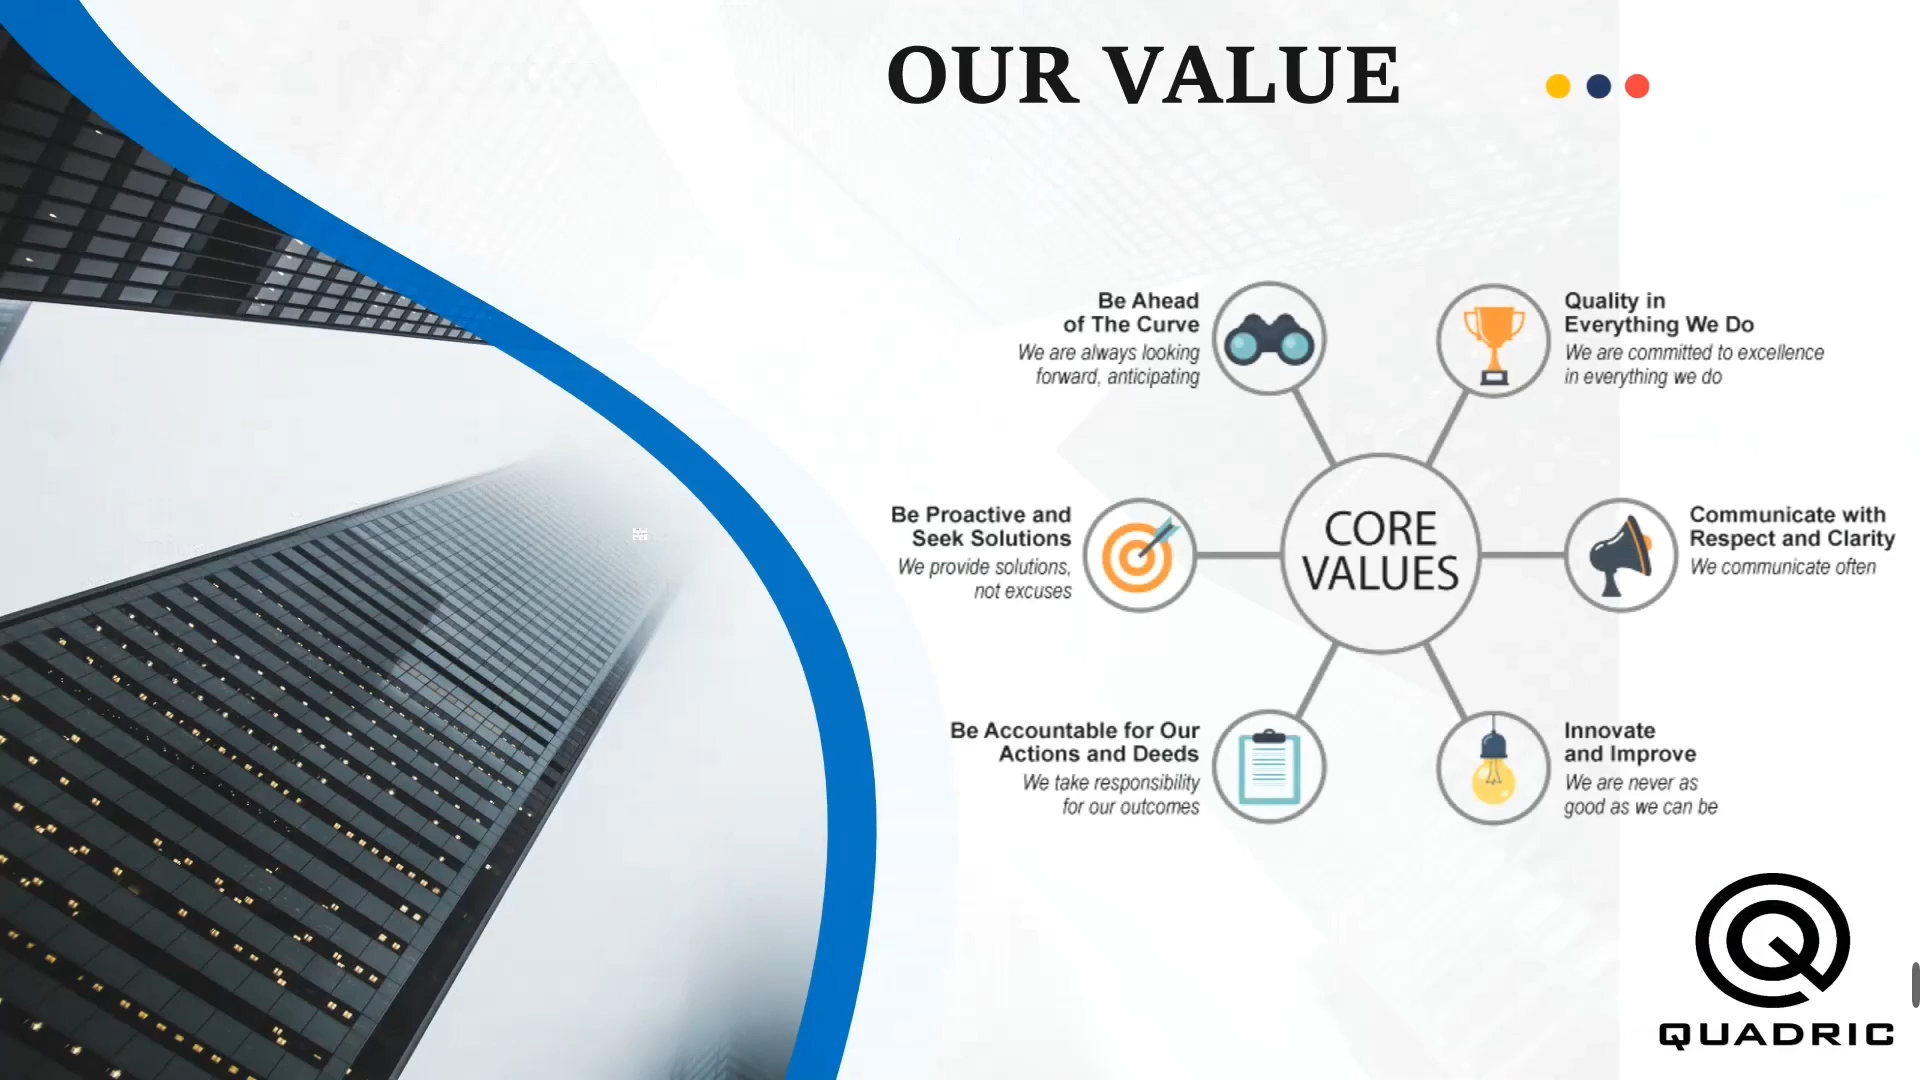 OUR VALUE
Be Ahead
of The Curve
We are always looking
forward, anticipating
Quality in
Everything We Do
We are committed to excellence
in everything we do
Be Proactive and
Seek Solutions
We provide solutions,
not excuses
CORE
VALUES
Communicate with
Respect and Clarity
We communicate often
Be Accountable for Our
Actions and Deeds
We take responsibility
for our outcomes
Innovate
and Improve
We are never as
good as we can be
QUADRIC